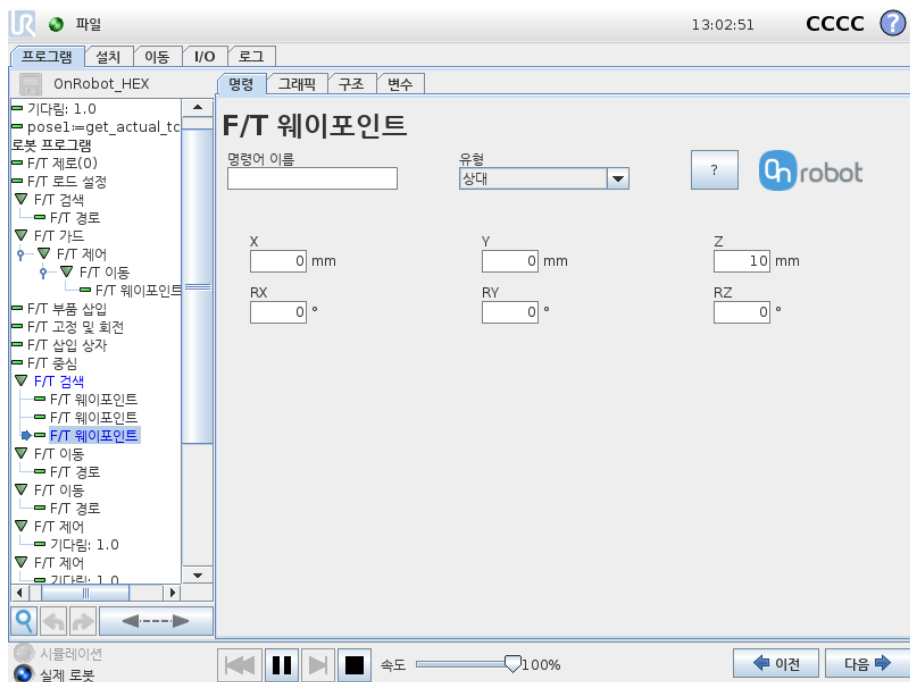 UR 파일 13:02:51 CCCC ?
프로그램 설치 이동 I/O 로그
OnRobot_HEX 명령 그래픽 구조 변수
기다림: 1.0
pose1:=get_actual_tc
로봇 프로그램
F/T 제로(0)
F/T 로드 설정
F/T 검색
F/T 경로
F/T 가드
F/T 제어
F/T 이동
F/T 웨이포인트
F/T 부품 삽입
F/T 고정 및 회전
F/T 삽입 상자
F/T 중심
F/T 검색
F/T 웨이포인트
F/T 웨이포인트
F/T 웨이포인트
F/T 이동
F/T 경로
F/T 이동
F/T 경로
F/T 제어
기다림: 1.0
F/T 제어
기다림: 1.0
F/T 웨이포인트
명령어 이름 유형
상대 ? On robot
X Y Z
0 mm 0 mm 10 mm
RX RY RZ
0 ° 0 ° 0 °
시뮬레이션
실제 로봇
속도 100% 이전 다음